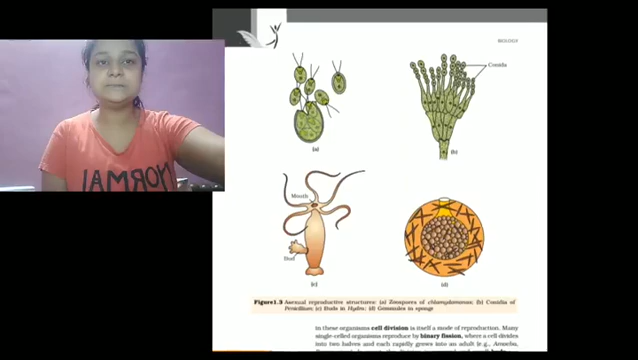 BIOLOGY
Conidia
(a)
(b)
Mouth
Bud
(c)
(d)
Figure1.3 Asexual reproductive structures: (a) Zoospores of chlamydomonas; (b) Conidia of
Penicillium; (c) Buds in Hydra; (d) Gemmules in sponge
in these organisms cell division is itself a mode of reproduction. Many
single-celled organisms reproduce by binary fission, where a cell divides
into two halves and each rapidly grows into an adult (e.g., Amoeba,
NORMAL